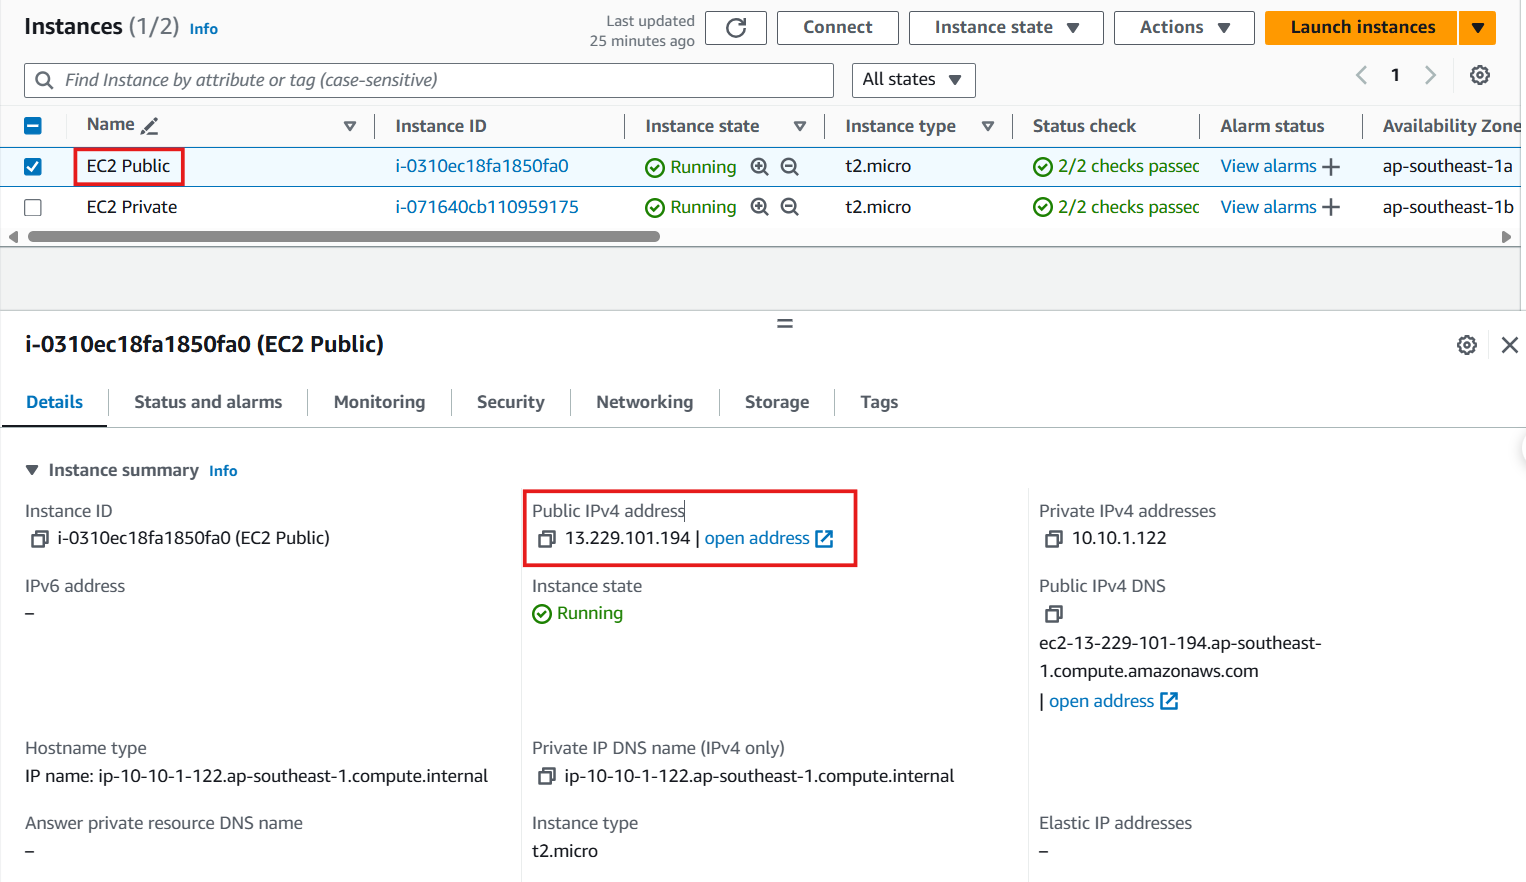 Instances (1/2) Info
Last updated
25 minutes ago
Connect
Instance state
Actions
Launch instances
Find Instance by attribute or tag (case-sensitive)
All states
1
Name
Instance ID
Instance state
Instance type
Status check
Alarm status
Availability Zone
EC2 Public
i-0310ec18fa1850fa0
Running
t2.micro
2/2 checks passec
View alarms
ap-southeast-1a
EC2 Private
i-071640cb110959175
Running
t2.micro
2/2 checks passec
View alarms
ap-southeast-1b
i-0310ec18fa1850fa0 (EC2 Public)
Details
Status and alarms
Monitoring
Security
Networking
Storage
Tags
Instance summary Info
Instance ID
i-0310ec18fa1850fa0 (EC2 Public)
Public IPv4 address
13.229.101.194 | open address
Private IPv4 addresses
10.10.1.122
IPv6 address
–
Instance state
Running
Public IPv4 DNS
ec2-13-229-101-194.ap-southeast-
1.compute.amazonaws.com
| open address
Hostname type
IP name: ip-10-10-1-122.ap-southeast-1.compute.internal
Private IP DNS name (IPv4 only)
ip-10-10-1-122.ap-southeast-1.compute.internal
Answer private resource DNS name
–
Instance type
t2.micro
Elastic IP addresses
–